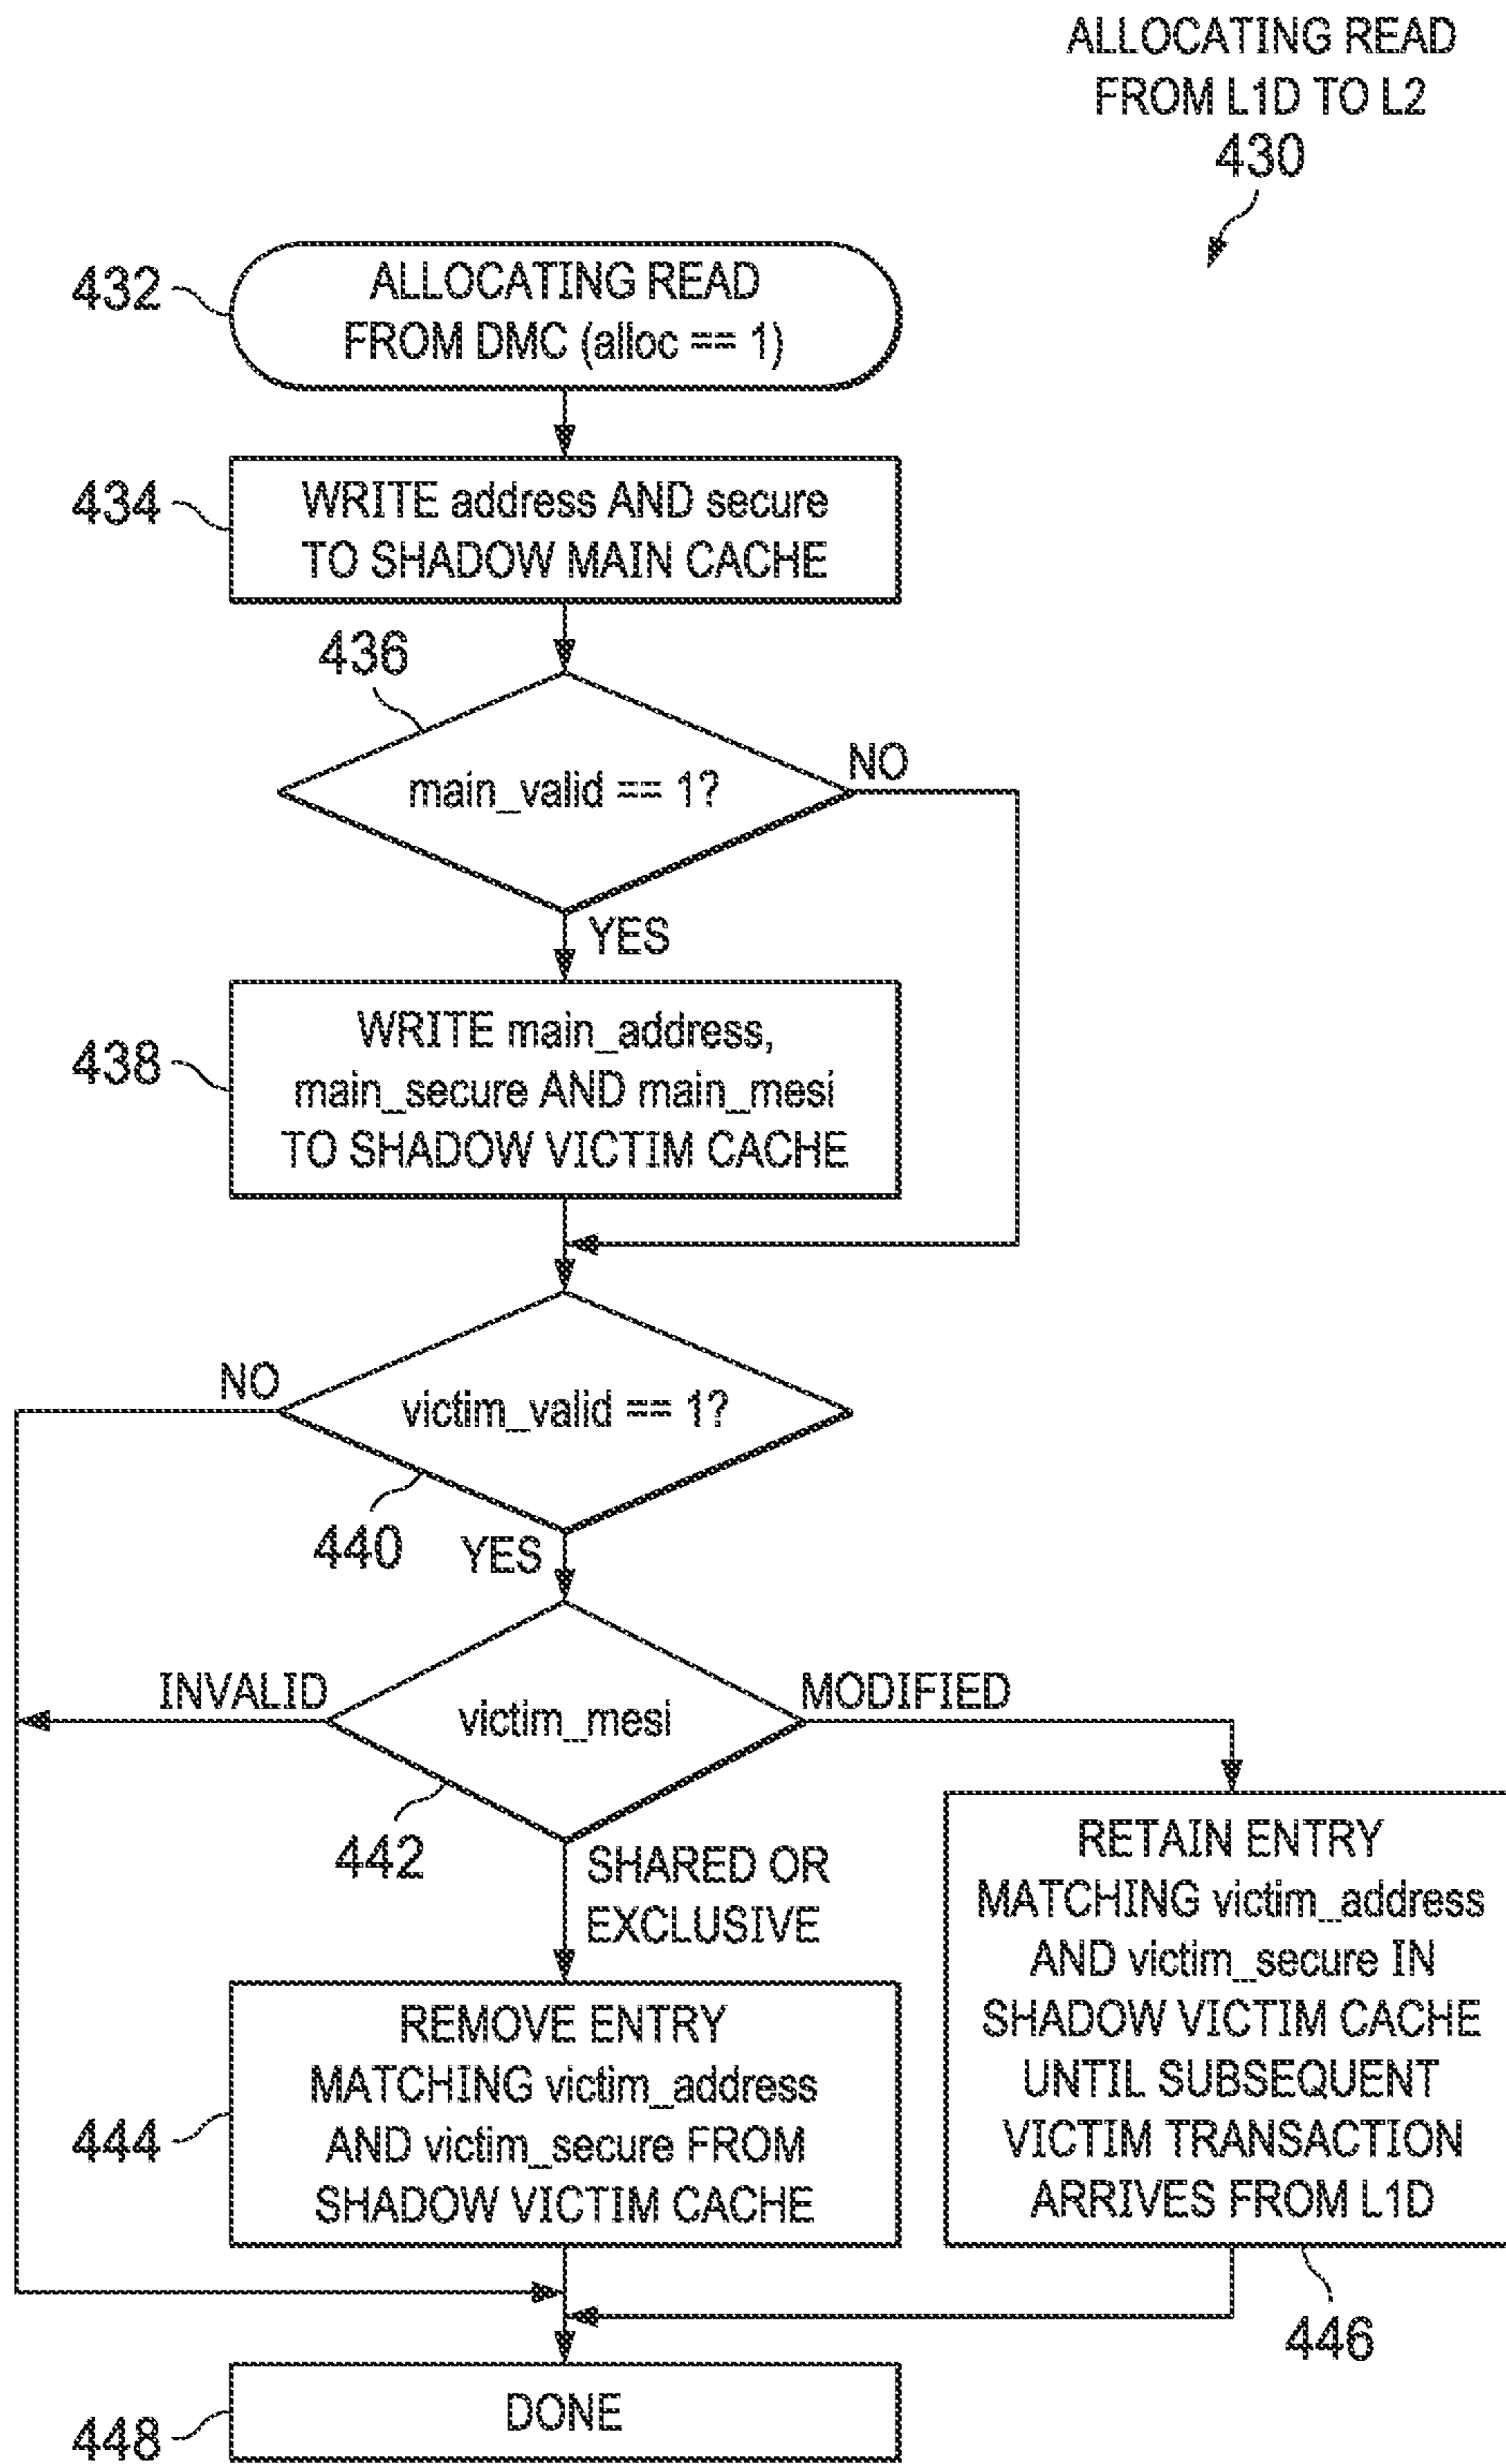 ALLOCATING READ
FROM L1D TO L2
430
432
ALLOCATING READ
FROM DMC (alloc == 1)
434
WRITE address AND secure
TO SHADOW MAIN CACHE
436
main_valid == 1?
NO
YES
438
WRITE main_address,
main_secure AND main_mesi
TO SHADOW VICTIM CACHE
NO
victim_valid == 1?
440
YES
INVALID
victim_mesi
MODIFIED
442
SHARED OR
EXCLUSIVE
444
REMOVE ENTRY
MATCHING victim_address
AND victim_secure FROM
SHADOW VICTIM CACHE
RETAIN ENTRY
MATCHING victim_address
AND victim_secure IN
SHADOW VICTIM CACHE
UNTIL SUBSEQUENT
VICTIM TRANSACTION
ARRIVES FROM L1D
446
448
DONE